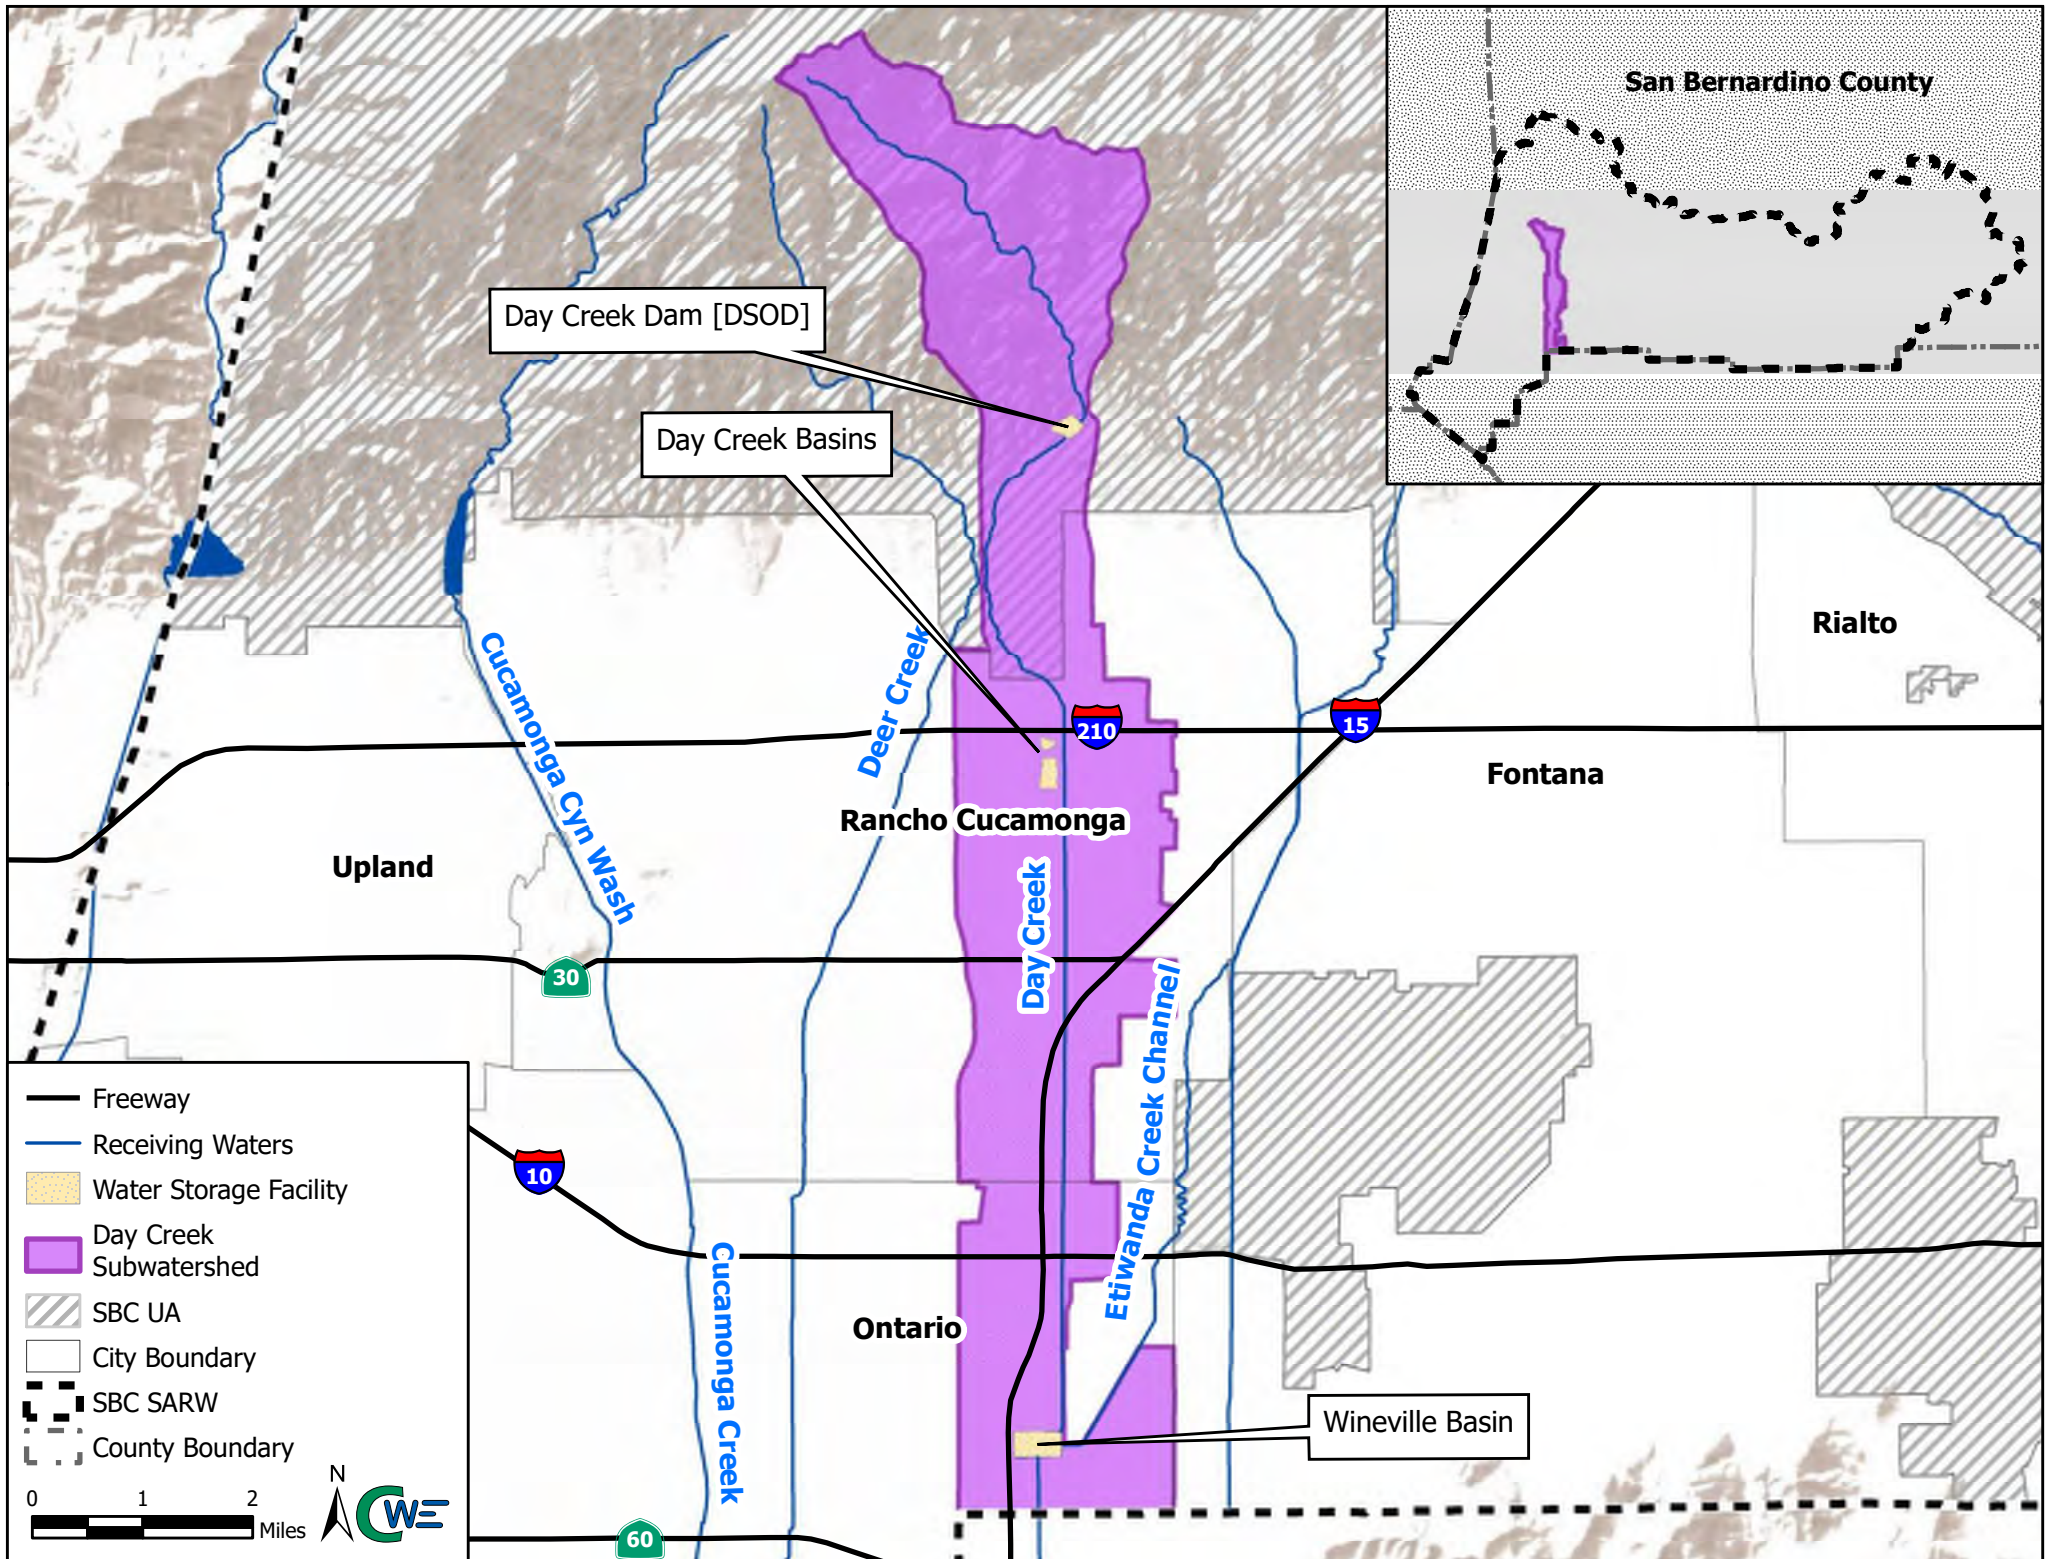 San Bernardino County
Day Creek Dam [DSOD]
Day Creek Basins
Rialto
Cucamonga Cyn Wash
Deer Creek
210
15
Fontana
Rancho Cucamonga
Upland
Day Creek
30
Etiwanda Creek Channel
10
Cucamonga Creek
Ontario
Wineville Basin
60
Freeway
Receiving Waters
Water Storage Facility
Day Creek
Subwatershed
SBC UA
City Boundary
SBC SARW
County Boundary
N
0 1 2
Miles
CWE